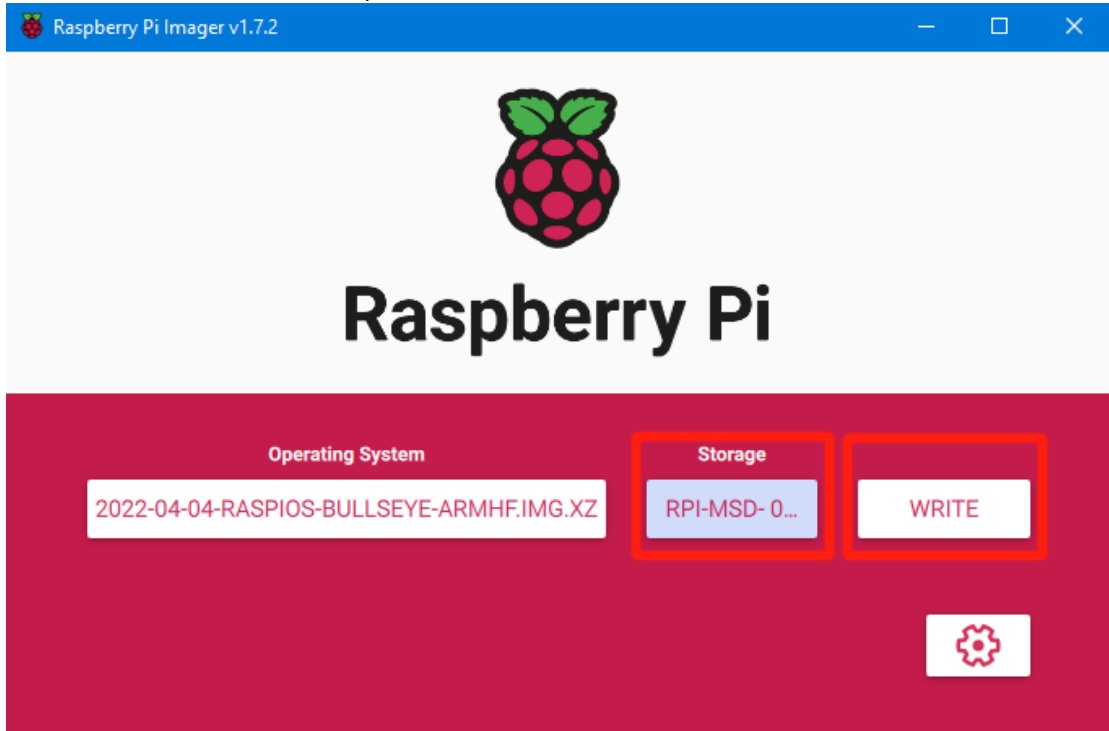 Raspberry Pi Imager v1.7.2
Raspberry Pi
Operating System
Storage
2022-04-04-RASPIOS-BULLSEYE-ARMHF.IMG.XZ
RPI-MSD- 0...
WRITE